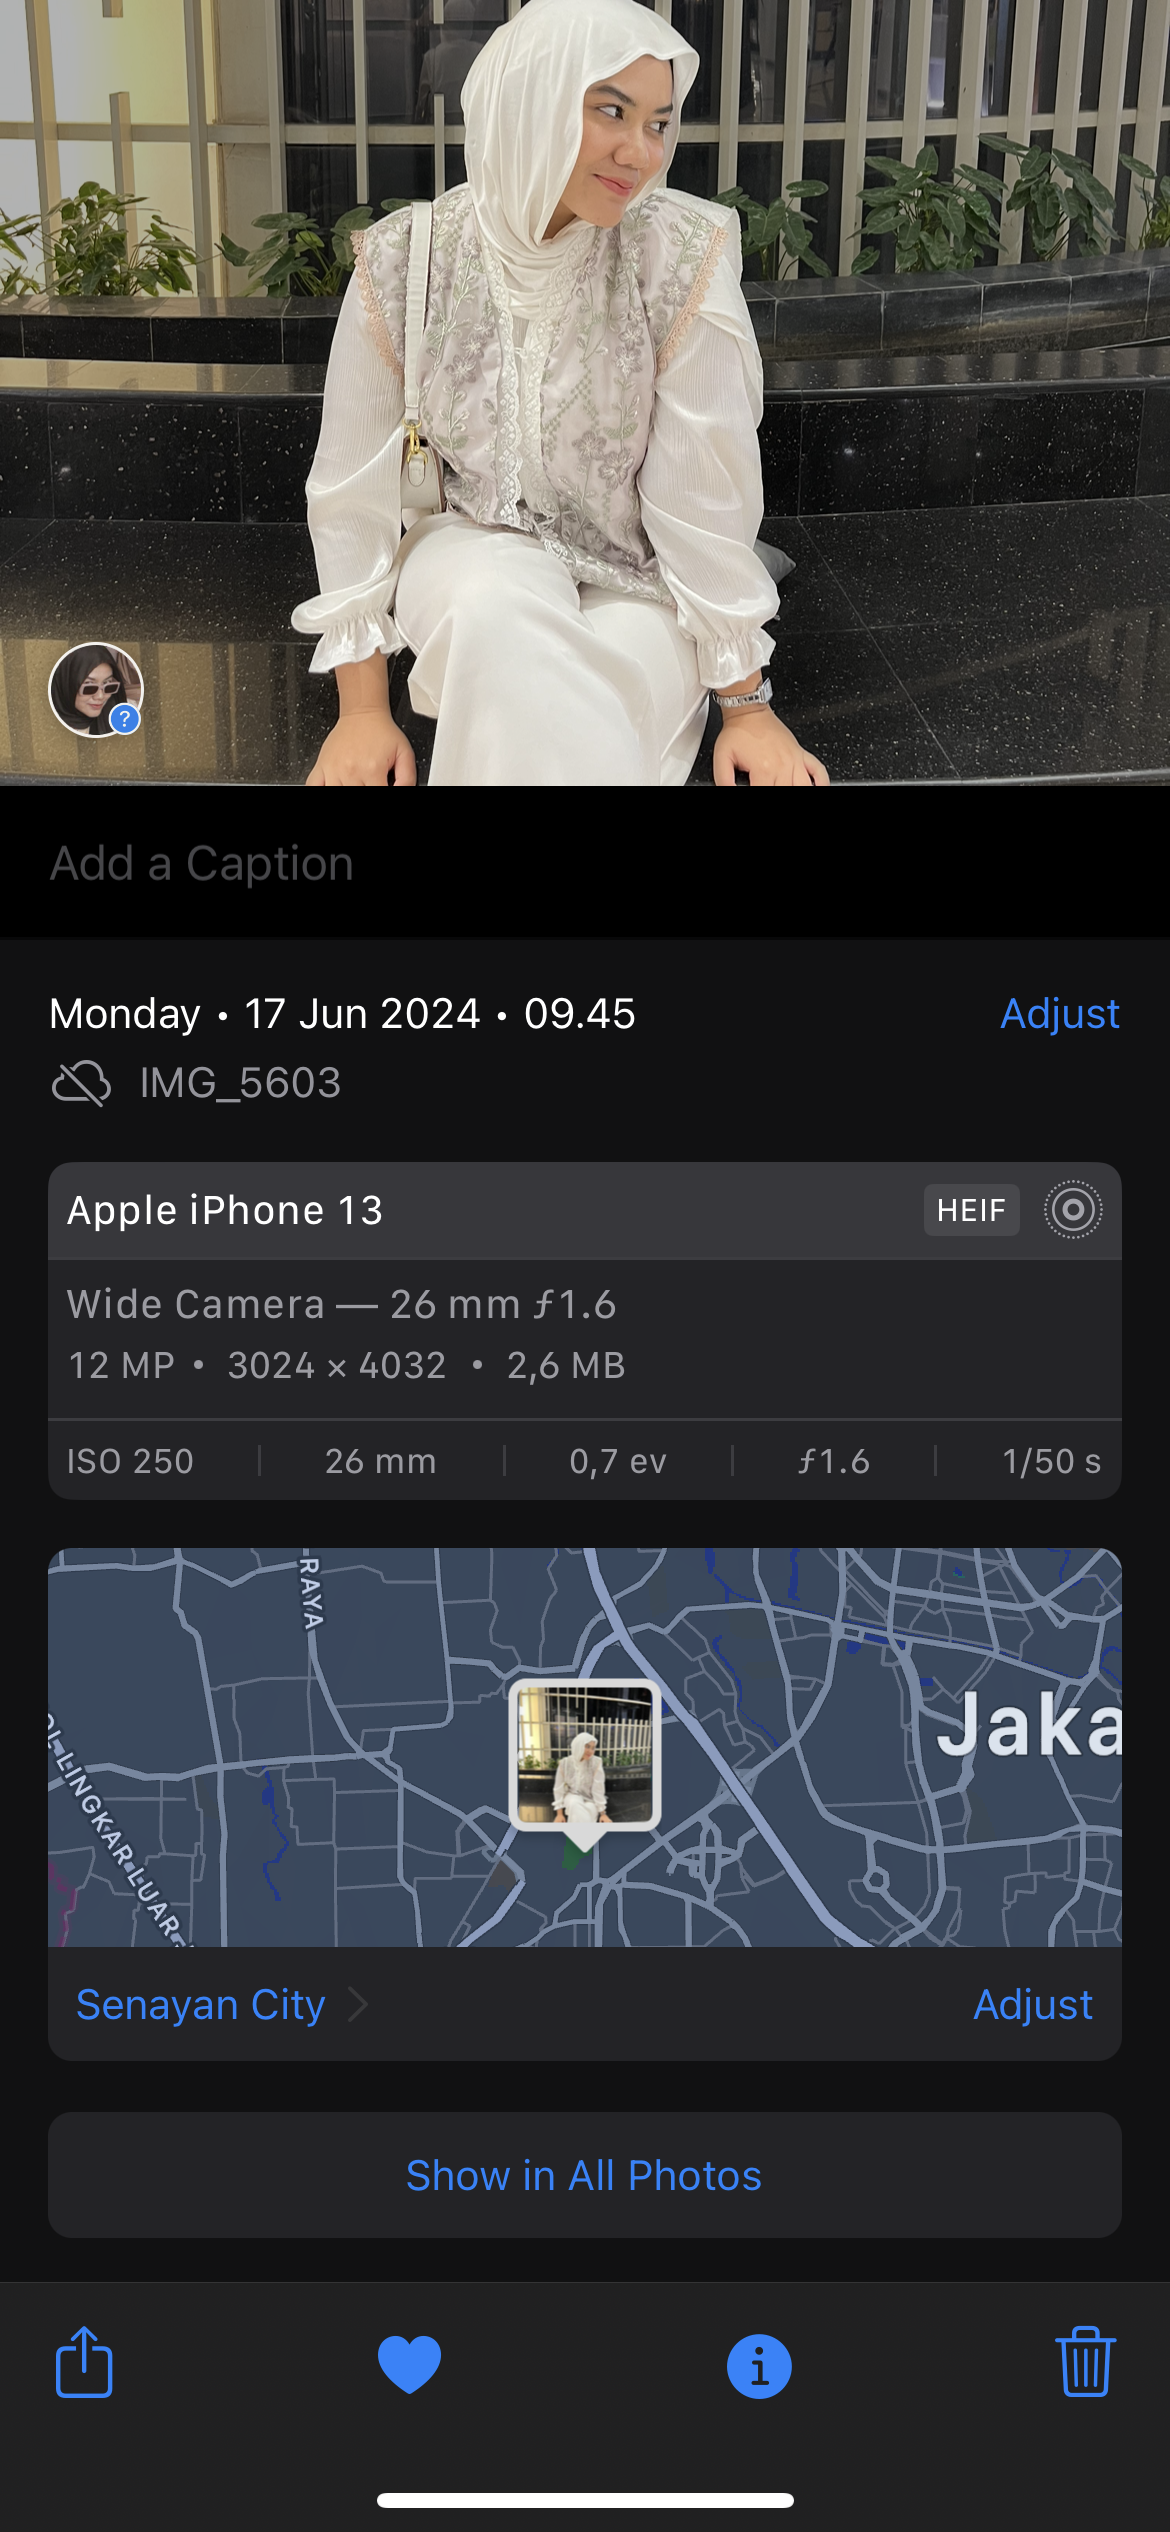 Add a Caption
Monday • 17 Jun 2024 • 09.45
Adjust
IMG_5603
Apple iPhone 13
HEIF
Wide Camera — 26 mm ƒ1.6
12 MP • 3024 × 4032 • 2,6 MB
ISO 250
26 mm
0,7 ev
ƒ1.6
1/50 s
RAYA
Jaka
OL LINGKAR LUAR
Senayan City
Adjust
Show in All Photos